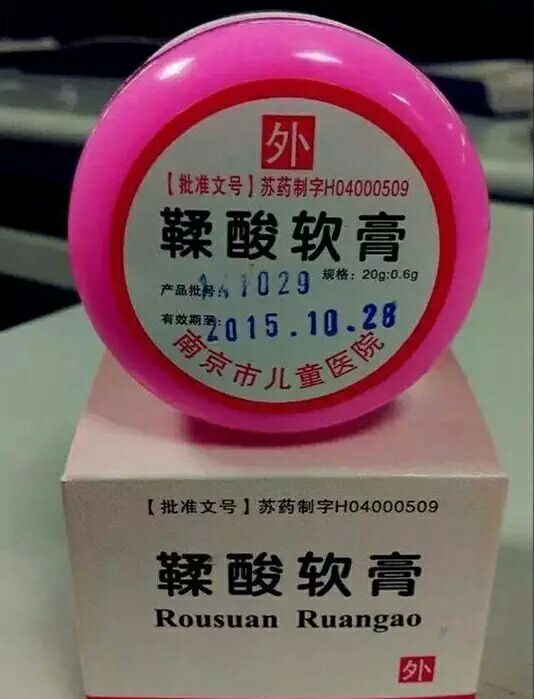 外
【批准文号】苏药制字H04000509
鞣酸软膏
规格：20g:0.6g
产品批号：141029
有效期至：2015.10.28
南京市儿童医院
【批准文号】苏药制字H04000509
鞣酸软膏
Rousuan Ruangao
外